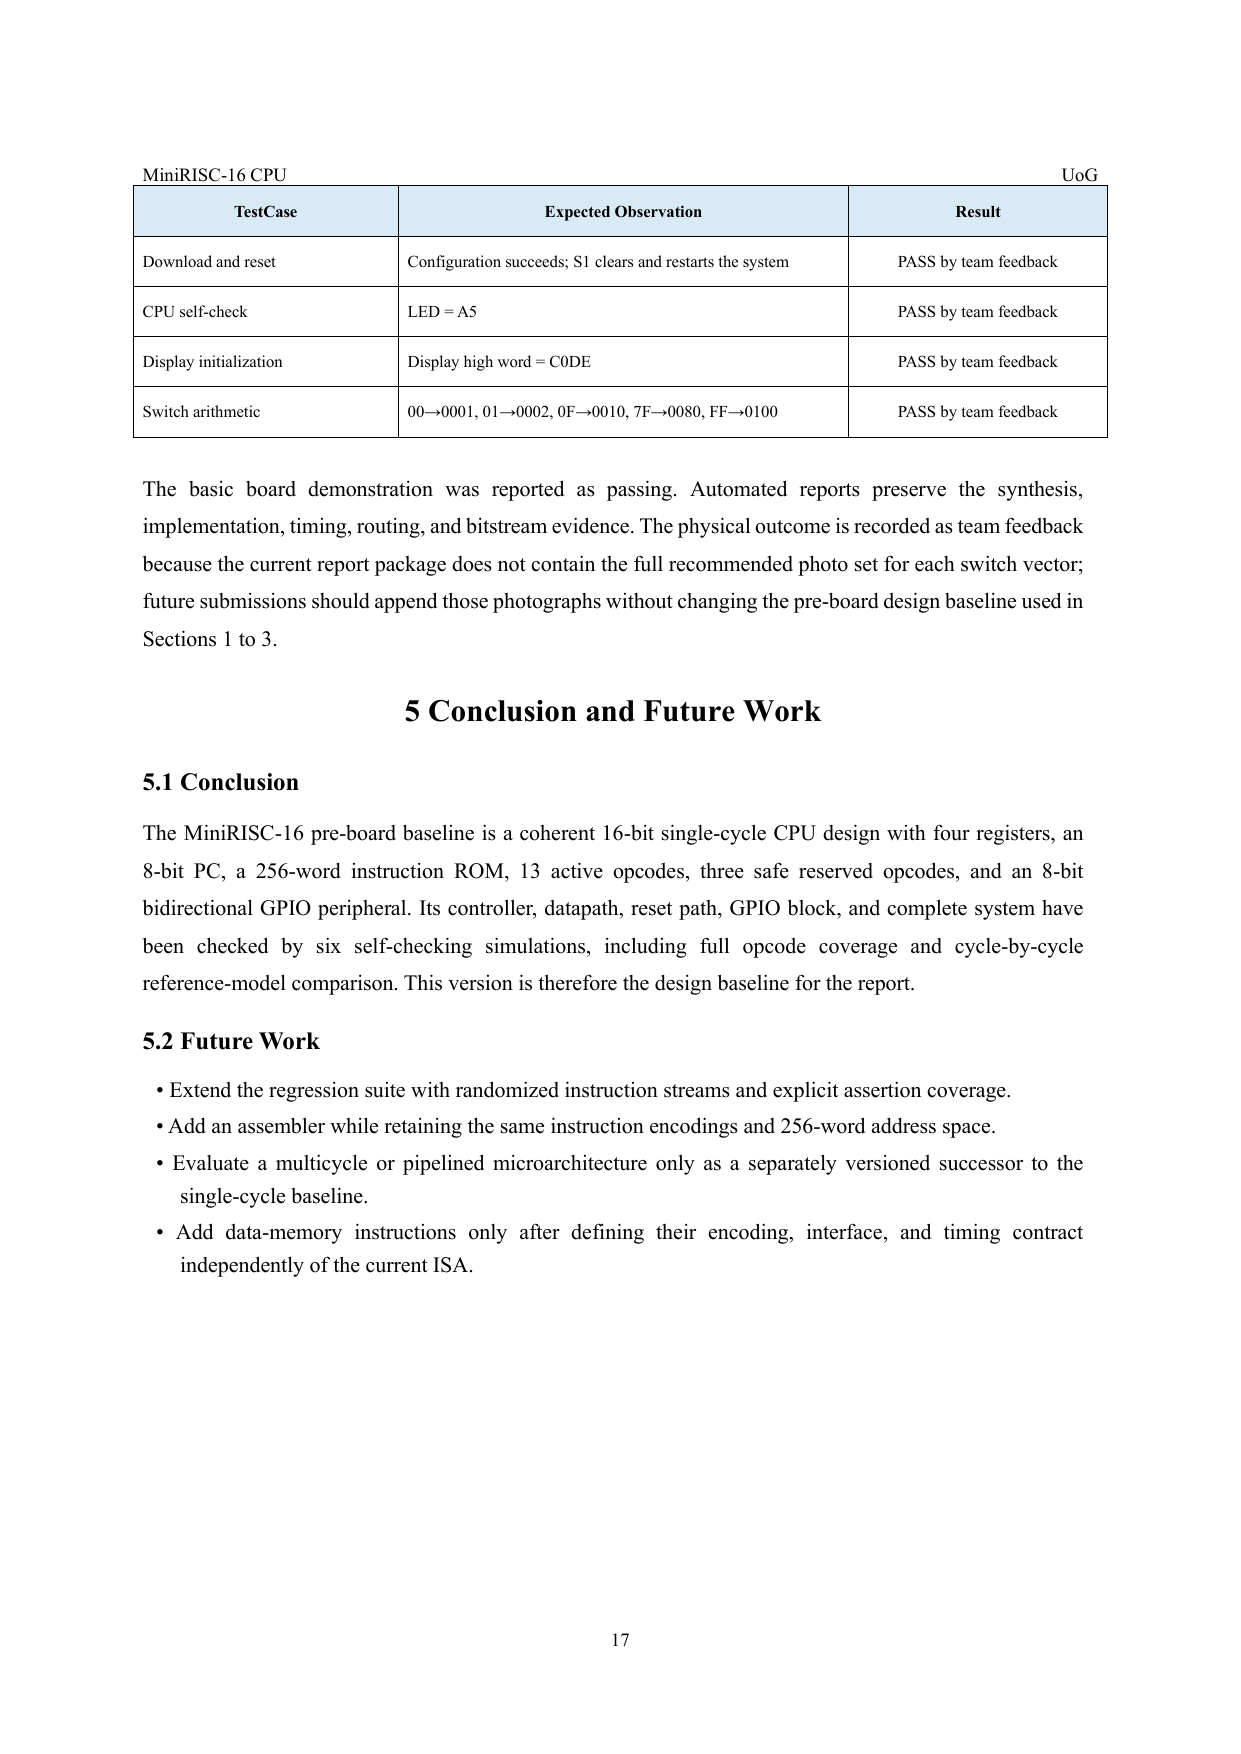 MiniRISC-16 CPU UoG
TestCase Expected Observation Result
Download and reset Configuration succeeds; S1 clears and restarts the system PASS by team feedback
CPU self-check LED = A5 PASS by team feedback
Display initialization Display high word = C0DE PASS by team feedback
Switch arithmetic 00→0001, 01→0002, 0F→0010, 7F→0080, FF→0100 PASS by team feedback
The basic board demonstration was reported as passing. Automated reports preserve the synthesis,
implementation, timing, routing, and bitstream evidence. The physical outcome is recorded as team feedback
because the current report package does not contain the full recommended photo set for each switch vector;
future submissions should append those photographs without changing the pre-board design baseline used in
Sections 1 to 3.
5 Conclusion and Future Work
5.1 Conclusion
The MiniRISC-16 pre-board baseline is a coherent 16-bit single-cycle CPU design with four registers, an
8-bit PC, a 256-word instruction ROM, 13 active opcodes, three safe reserved opcodes, and an 8-bit
bidirectional GPIO peripheral. Its controller, datapath, reset path, GPIO block, and complete system have
been checked by six self-checking simulations, including full opcode coverage and cycle-by-cycle
reference-model comparison. This version is therefore the design baseline for the report.
5.2 Future Work
• Extend the regression suite with randomized instruction streams and explicit assertion coverage.
• Add an assembler while retaining the same instruction encodings and 256-word address space.
• Evaluate a multicycle or pipelined microarchitecture only as a separately versioned successor to the
single-cycle baseline.
• Add data-memory instructions only after defining their encoding, interface, and timing contract
independently of the current ISA.
17